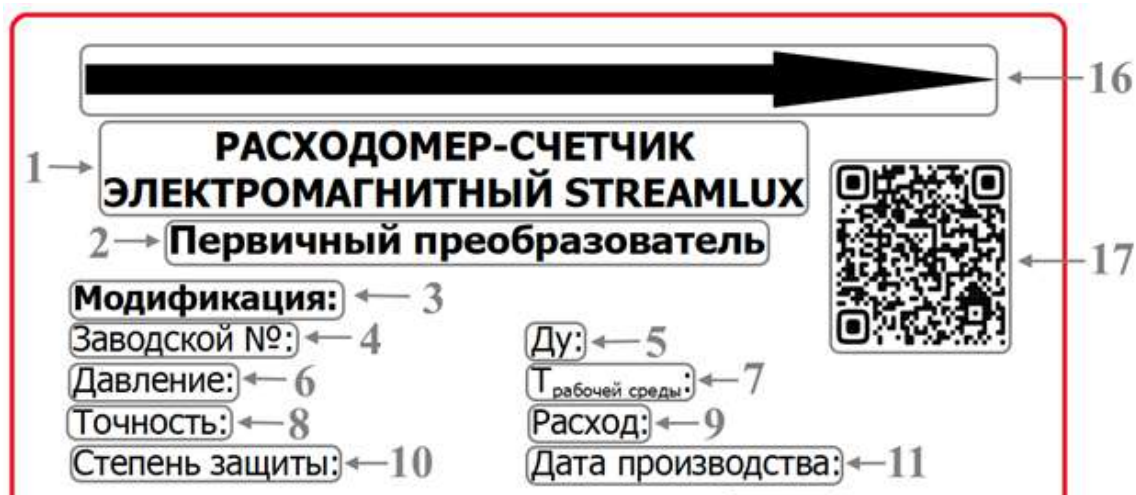 16
1 РАСХОДОМЕР-СЧЕТЧИК
ЭЛЕКТРОМАГНИТНЫЙ STREAMLUX
2 Первичный преобразователь
17
Модификация: 3
Заводской №: 4 Ду: 5
Давление: 6 Tрабочей среды: 7
Точность: 8 Расход: 9
Степень защиты: 10 Дата производства: 11